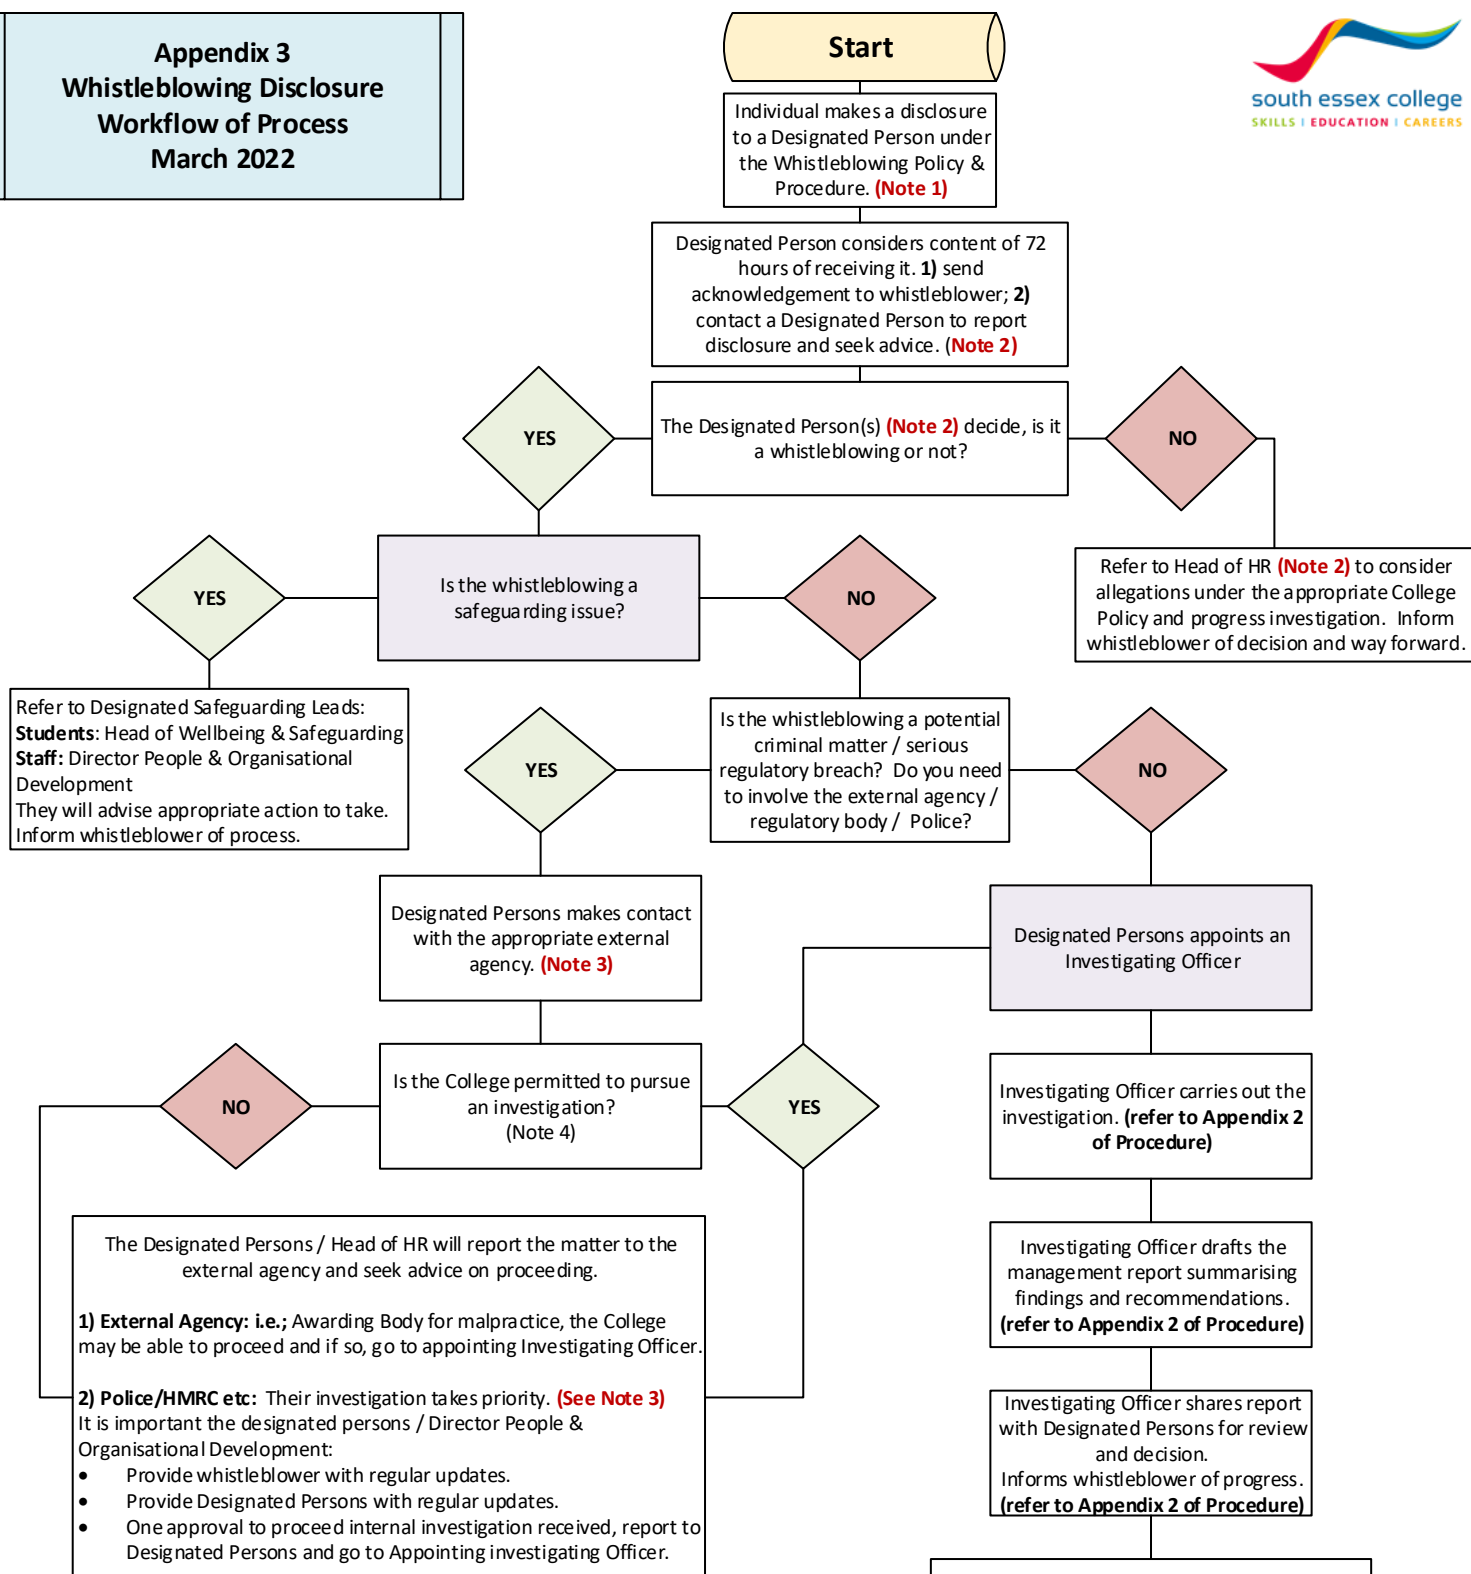 Appendix 3
Whistleblowing Disclosure
Workflow of Process
March 2022
Start
south essex college
SKILLS | EDUCATION | CAREERS
Individual makes a disclosure
to a Designated Person under
the Whistleblowing Policy &
Procedure. (Note 1)
Designated Person considers content of 72
hours of receiving it. 1) send
acknowledgement to whistleblower; 2)
contact a Designated Person to report
disclosure and seek advice. (Note 2)
YES
The Designated Person(s) (Note 2) decide, is it
a whistleblowing or not?
NO
YES
Is the whistleblowing a
safeguarding issue?
NO
Refer to Head of HR (Note 2) to consider
allegations under the appropriate College
Policy and progress investigation. Inform
whistleblower of decision and way forward.
Refer to Designated Safeguarding Leads:
Students: Head of Wellbeing & Safeguarding
Staff: Director People & Organisational
Development
They will advise appropriate action to take.
Inform whistleblower of process.
YES
Is the whistleblowing a potential
criminal matter / serious
regulatory breach? Do you need
to involve the external agency /
regulatory body / Police?
NO
Designated Persons makes contact
with the appropriate external
agency. (Note 3)
Designated Persons appoints an
Investigating Officer
NO
Is the College permitted to pursue
an investigation?
(Note 4)
YES
Investigating Officer carries out the
investigation. (refer to Appendix 2
of Procedure)
The Designated Persons / Head of HR will report the matter to the
external agency and seek advice on proceeding.
1) External Agency: i.e.; Awarding Body for malpractice, the College
may be able to proceed and if so, go to appointing Investigating Officer.
2) Police/HMRC etc: Their investigation takes priority. (See Note 3)
It is important the designated persons / Director People &
Organisational Development:
• Provide whistleblower with regular updates.
• Provide Designated Persons with regular updates.
• One approval to proceed internal investigation received, report to
Designated Persons and go to Appointing investigating Officer.
Investigating Officer drafts the
management report summarising
findings and recommendations.
(refer to Appendix 2 of Procedure)
Investigating Officer shares report
with Designated Persons for review
and decision.
Informs whistleblower of progress.
(refer to Appendix 2 of Procedure)